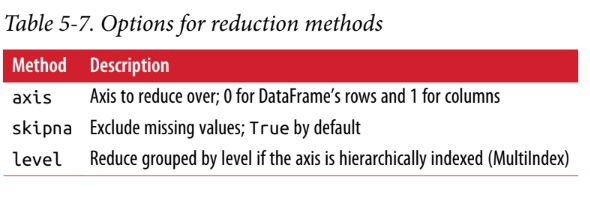 Table 5-7. Options for reduction methods
Method Description
axis Axis to reduce over; 0 for DataFrame's rows and 1 for columns
skipna Exclude missing values; True by default
level Reduce grouped by level if the axis is hierarchically indexed (MultiIndex)